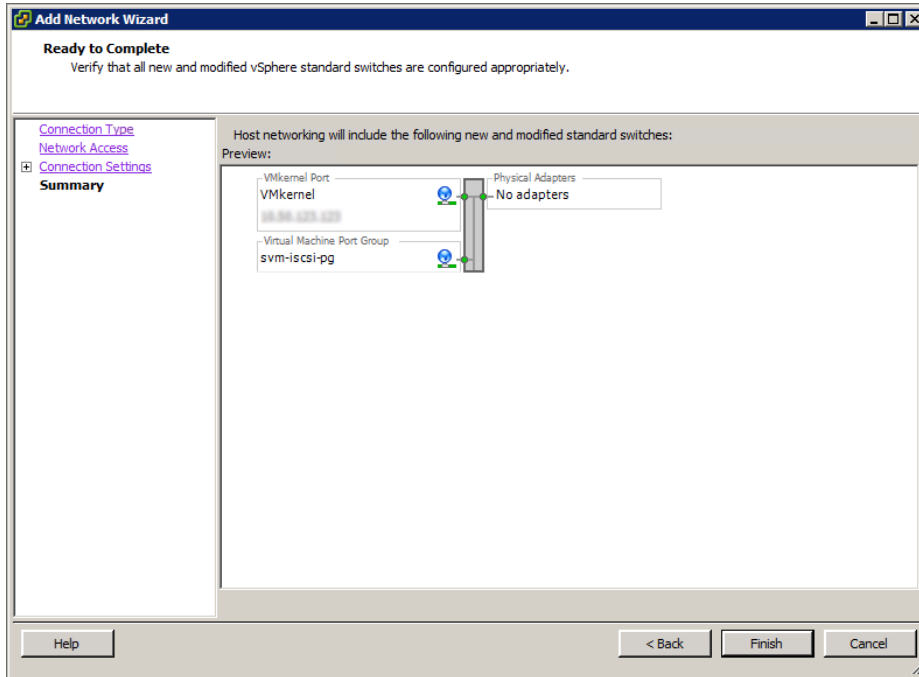 Add Network Wizard
Ready to Complete
Verify that all new and modified vSphere standard switches are configured appropriately.
Connection Type
Network Access
Connection Settings
Summary
Host networking will include the following new and modified standard switches:
Preview:
VMkernel Port
VMkernel
Virtual Machine Port Group
svm-iscsi-pg
Physical Adapters
No adapters
Help
< Back
Finish
Cancel